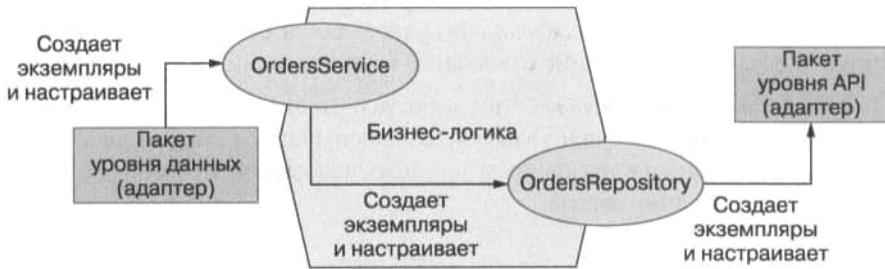 Создает
экземпляры
и настраивает
OrdersService
Пакет
уровня данных
(адаптер)
Бизнес-логика
Создает
экземпляры
и настраивает
OrdersRepository
Пакет
уровня API
(адаптер)
Создает
экземпляры
и настраивает